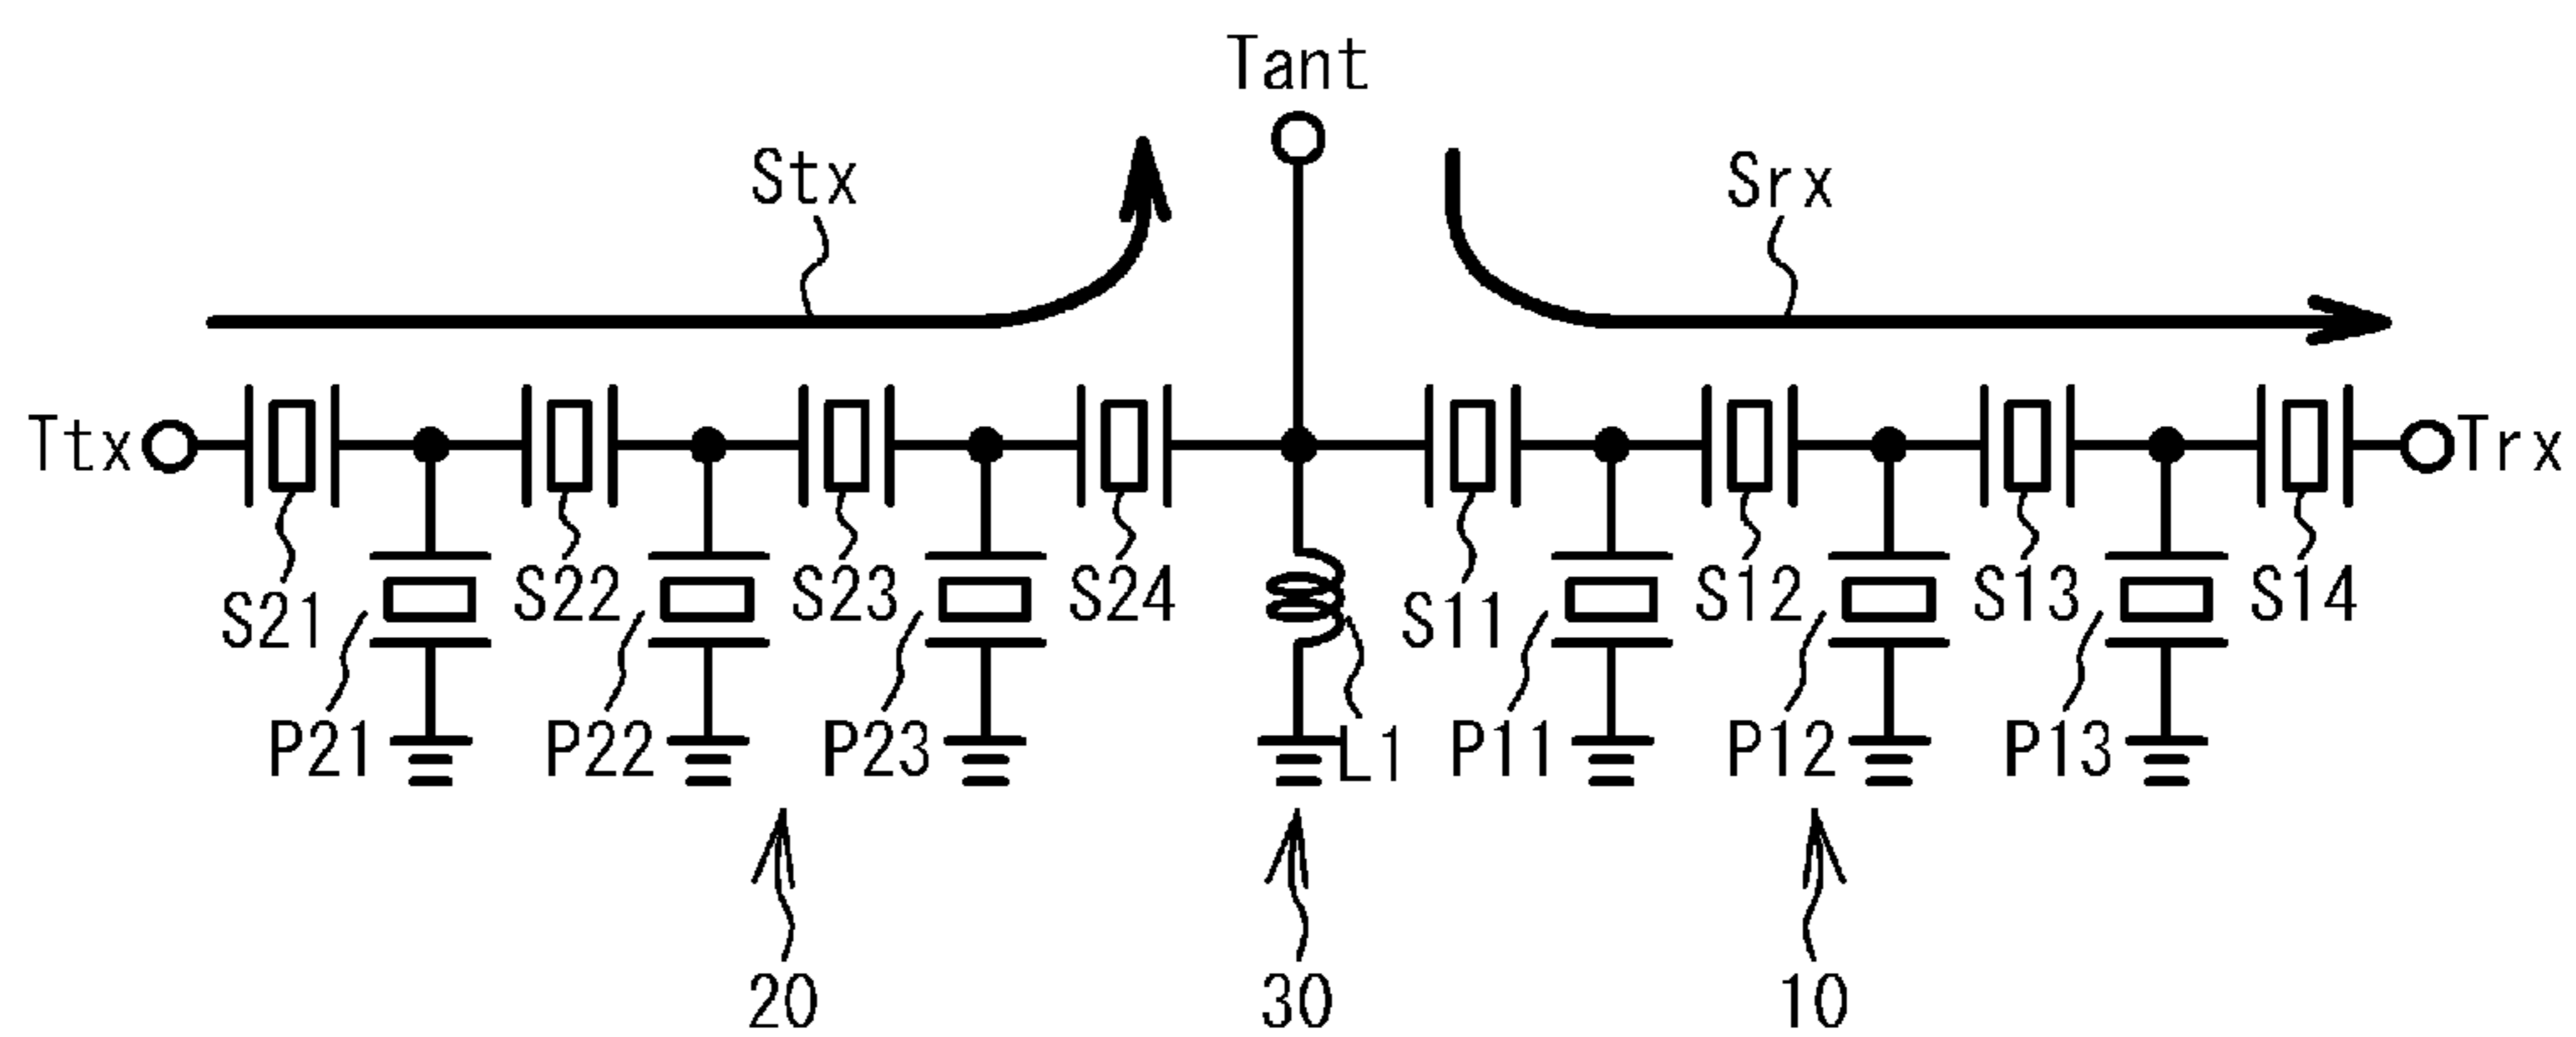 Tant
Stx
Srx
Ttx
Trx
S21
S22
S23
S24
S11
S12
S13
S14
P21
P22
P23
L1
P11
P12
P13
20
30
10